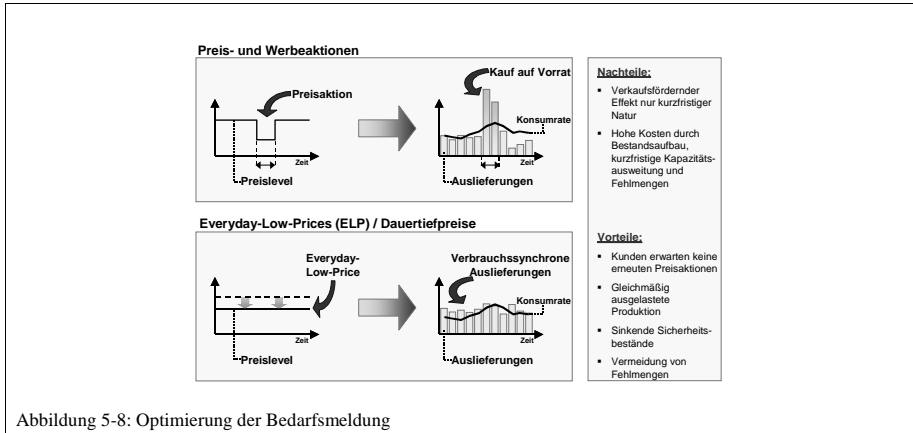 Preis- und Werbeaktionen
Preisaktion
Zeit
Preislevel
Kauf auf Vorrat
Konsumrate
Zeit
Auslieferungen
Nachteile:
▪ Verkaufsfördernder
Effekt nur kurzfristiger
Natur
▪ Hohe Kosten durch
Bestandsaufbau,
kurzfristige Kapazitäts-
ausweitung und
Fehlmengen
Everyday-Low-Prices (ELP) / Dauertiefpreise
Everyday-
Low-Price
Zeit
Preislevel
Verbrauchssynchrone
Auslieferungen
Konsumrate
Zeit
Auslieferungen
Vorteile:
▪ Kunden erwarten keine
erneuten Preisaktionen
▪ Gleichmäßig
ausgelastete
Produktion
▪ Sinkende Sicherheits-
bestände
▪ Vermeidung von
Fehlmengen
Abbildung 5-8: Optimierung der Bedarfsmeldung